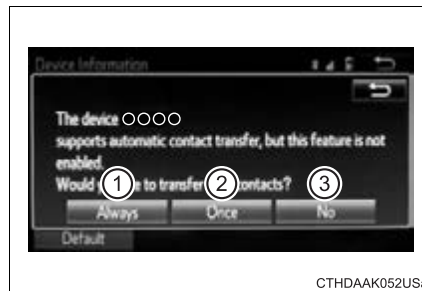 Device Information
The device ○○○○
supports automatic contact transfer, but this feature is not
enabled.
Would to transfer contacts?
1 2 3
Always Once No
Default
CTHDAAK052USa